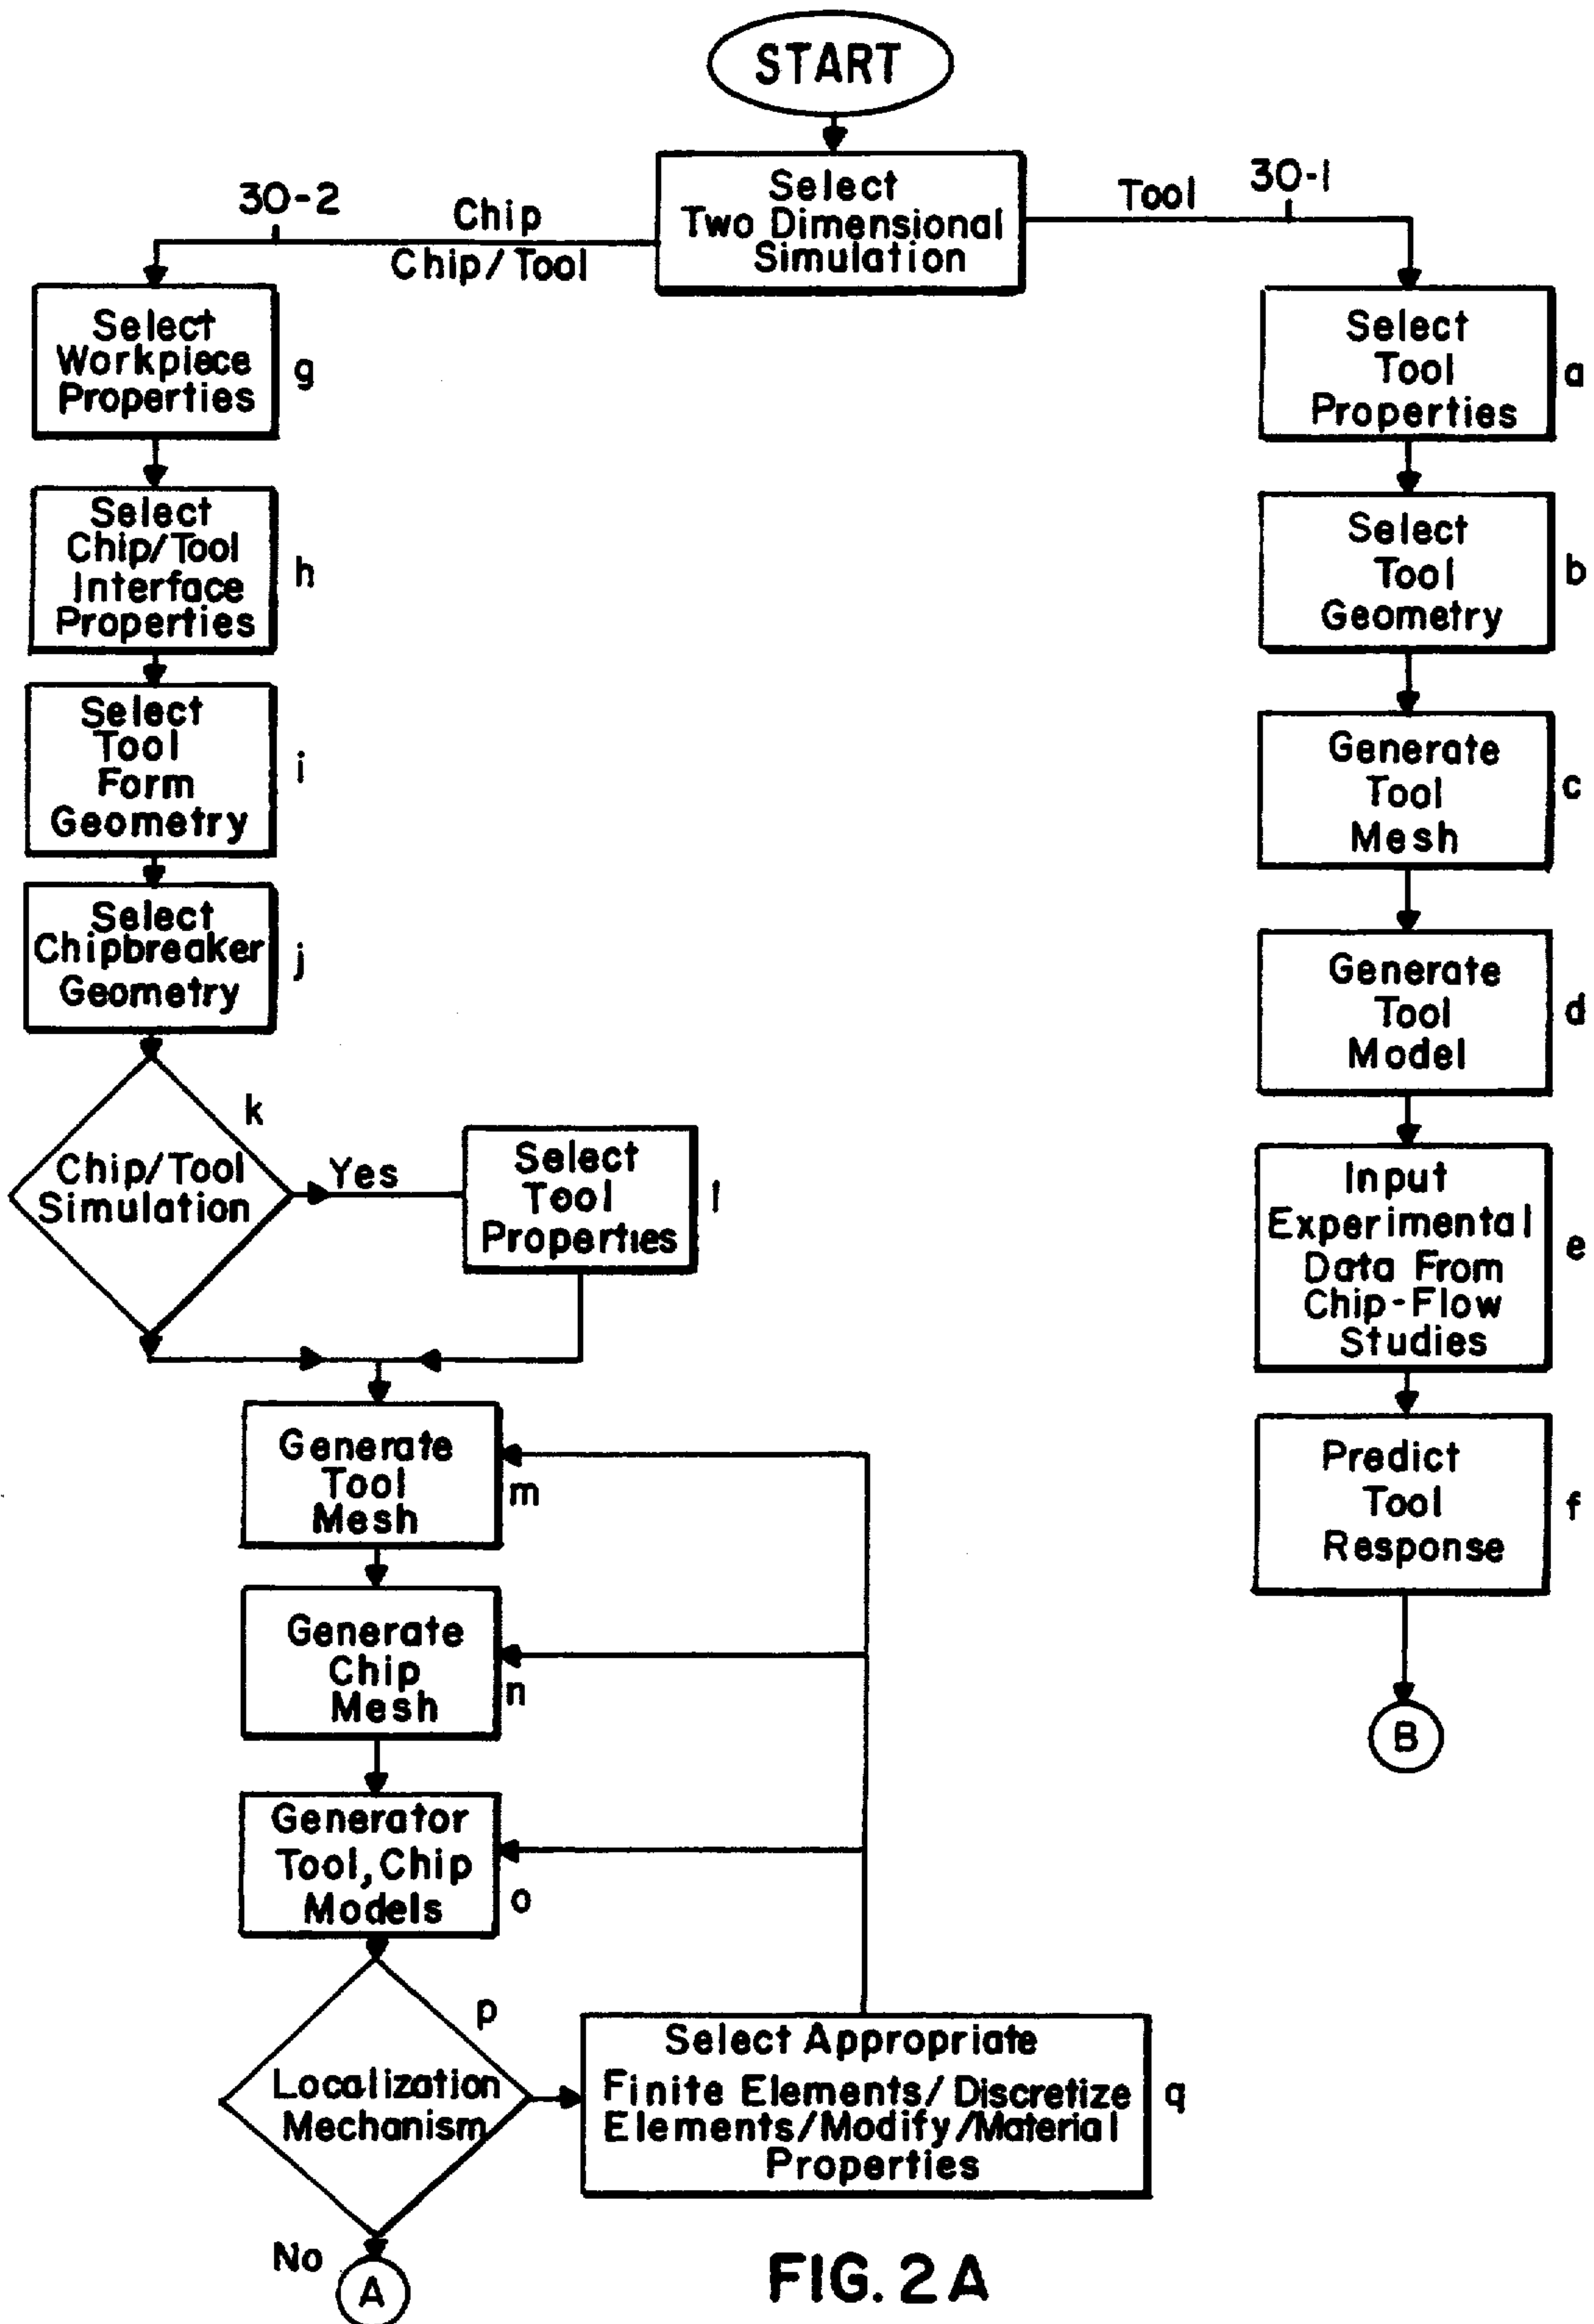 START
Select
Two Dimensional
Simulation
30-2
Chip
Chip/Tool
Tool
30-1
Select
Workpiece
Properties
g
Select
Chip/Tool
Interface
Properties
h
Select
Tool
Form
Geometry
i
Select
Chipbreaker
Geometry
j
k
Chip/Tool
Simulation
Yes
Select
Tool
Properties
l
Generate
Tool
Mesh
m
Generate
Chip
Mesh
n
Generator
Tool, Chip
Models
o
p
Localization
Mechanism
Select Appropriate
Finite Elements/Discretize
Elements/Modify/Material
Properties
q
No
A
Select
Tool
Properties
a
Select
Tool
Geometry
b
Generate
Tool
Mesh
c
Generate
Tool
Model
d
Input
Experimental
Data From
Chip-Flow
Studies
e
Predict
Tool
Response
f
B
FIG. 2A